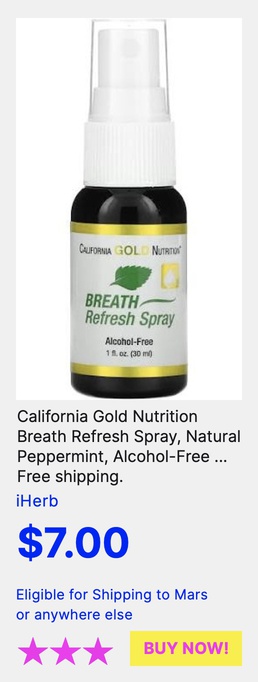 CALIFORNIA GOLD NUTRITION
BREATH
Refresh Spray
Alcohol-Free
1 fl. oz. (30 ml)
California Gold Nutrition
Breath Refresh Spray, Natural
Peppermint, Alcohol-Free ...
Free shipping.
iHerb
$7.00
Eligible for Shipping to Mars
or anywhere else
BUY NOW!